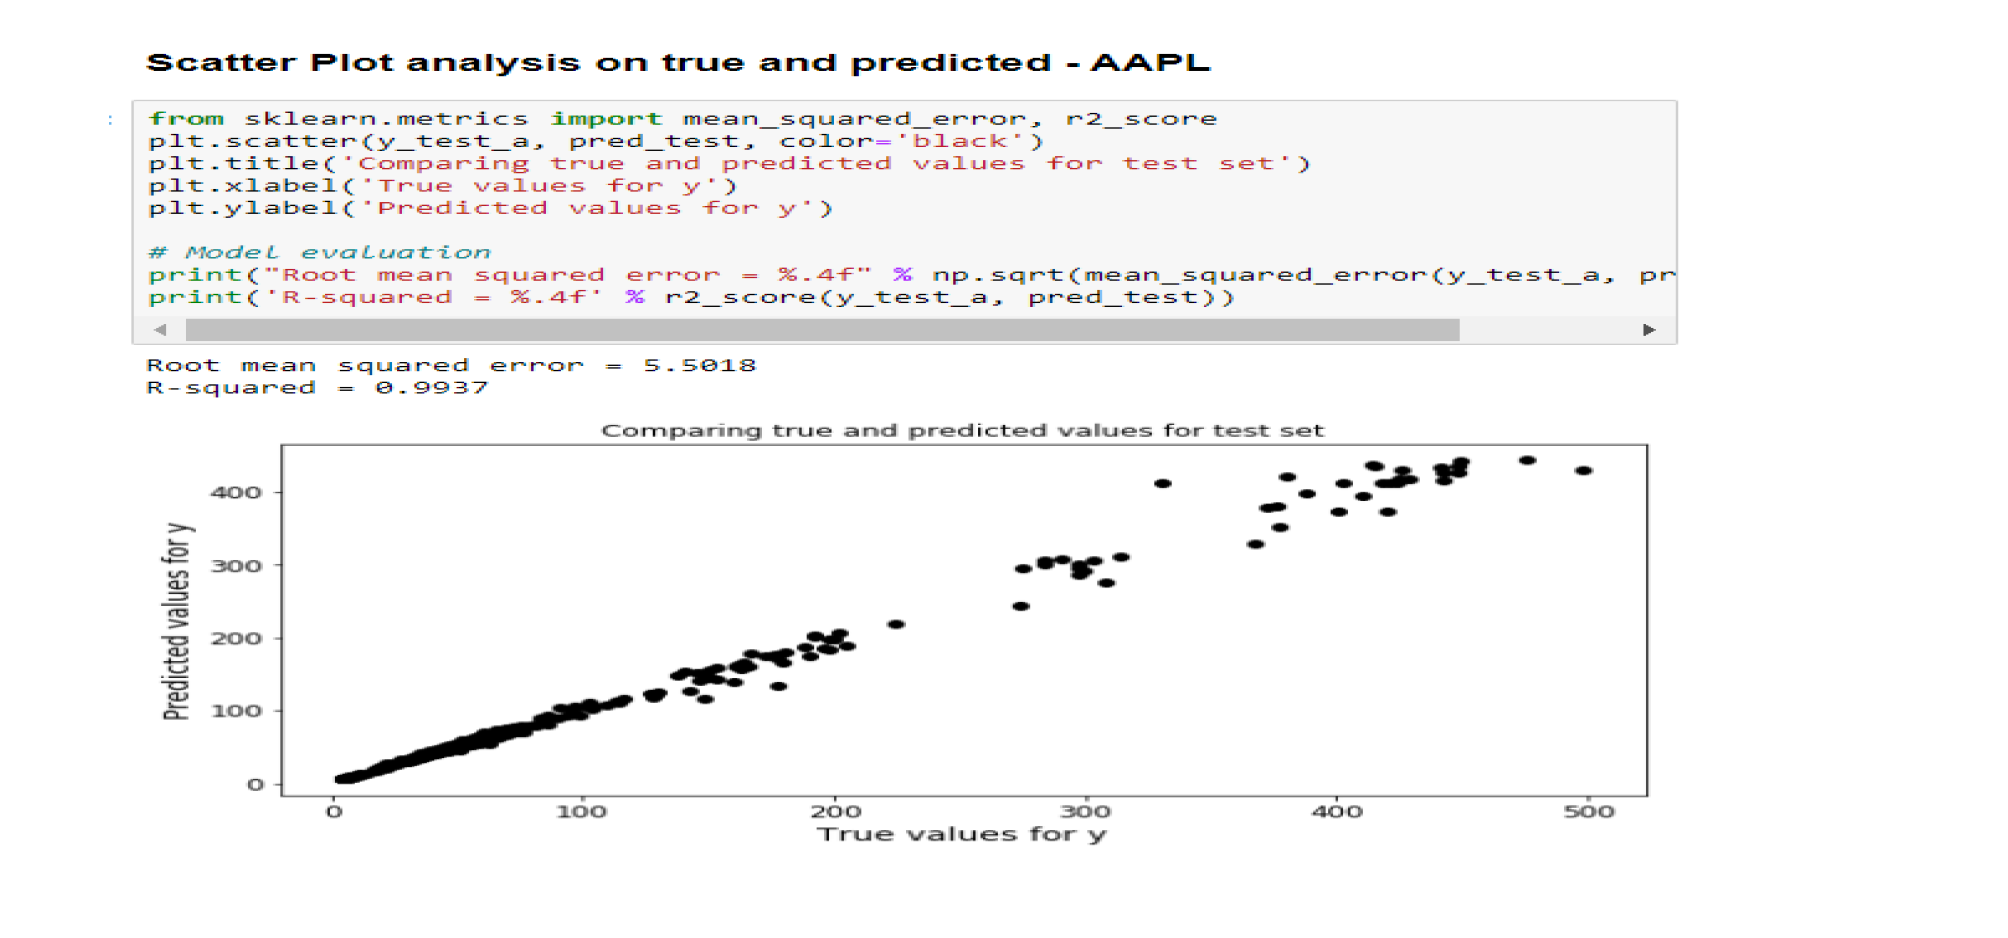 Scatter Plot analysis on true and predicted - AAPL
:
from sklearn.metrics import mean_squared_error, r2_score
plt.scatter(y_test_a, pred_test, color='black')
plt.title('Comparing true and predicted values for test set')
plt.xlabel('True values for y')
plt.ylabel('Predicted values for y')
# Model evaluation
print("Root mean squared error = %.4f" % np.sqrt(mean_squared_error(y_test_a, pr
print('R-squared = %.4f' % r2_score(y_test_a, pred_test))
Root mean squared error = 5.5018
R-squared = 0.9937
Comparing true and predicted values for test set
Predicted values for y
400
300
200
100
0
0 100 200 300 400 500
True values for y